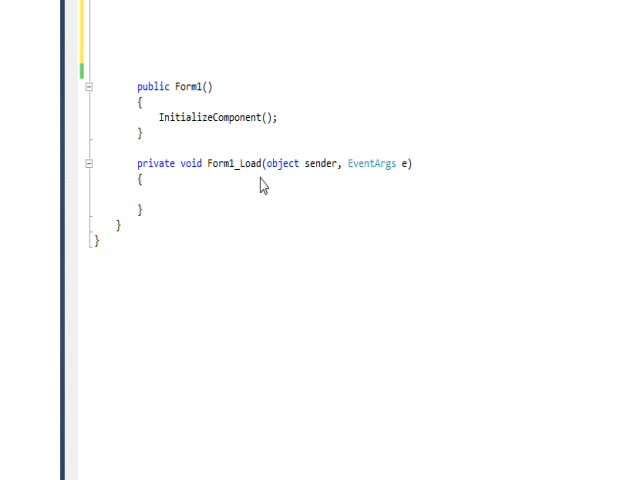 public Form1()
{
InitializeComponent();
}
private void Form1_Load(object sender, EventArgs e)
{
}
}
}